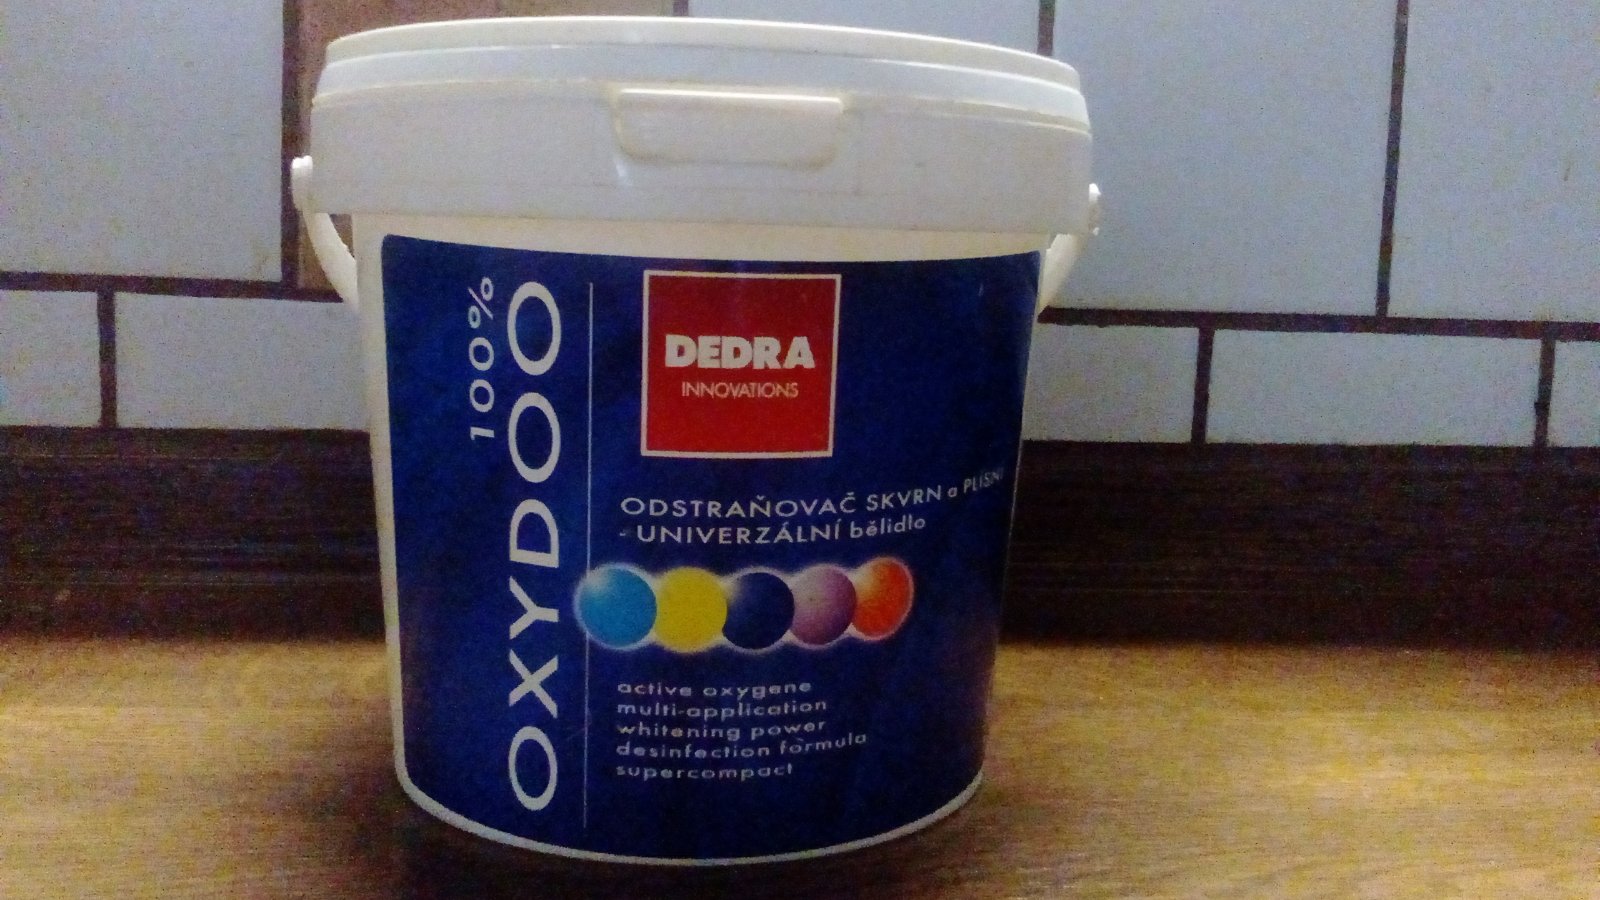 100%
OXYDOO
DEDRA
INNOVATIONS
ODSTRAŇOVAČ SKVRN a PLÍSNÍ
- UNIVERZÁLNÍ bělidlo
active oxygene
multi-application
whitening power
desinfection formula
supercompact